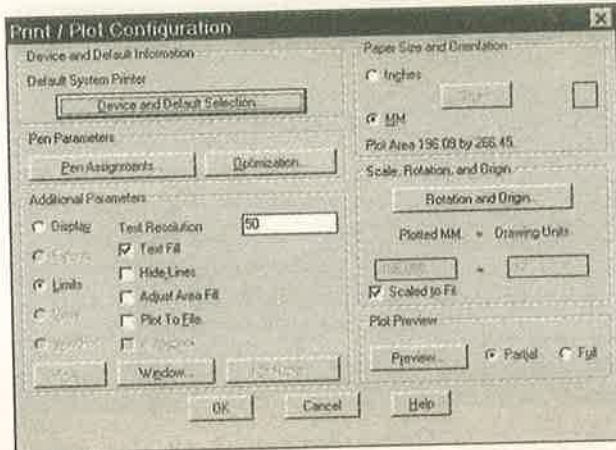 Print / Plot Configuration
Device and Default Information
Default System Printer
Device and Default Selection
Pen Parameters
Pen Assignments...
Optimization...
Additional Parameters
Display
Limits
Text Resolution
50
Text Fill
Hide Lines
Adjust Area Fill
Plot To File
Window...
Paper Size and Orientation
Inches
MM
Plot Area 196.09 by 266.45.
Scale, Rotation, and Origin
Rotation and Origin...
Plotted MM. = Drawing Units
=
Scaled to Fit
Plot Preview
Preview...
Partial
Full
OK
Cancel
Help